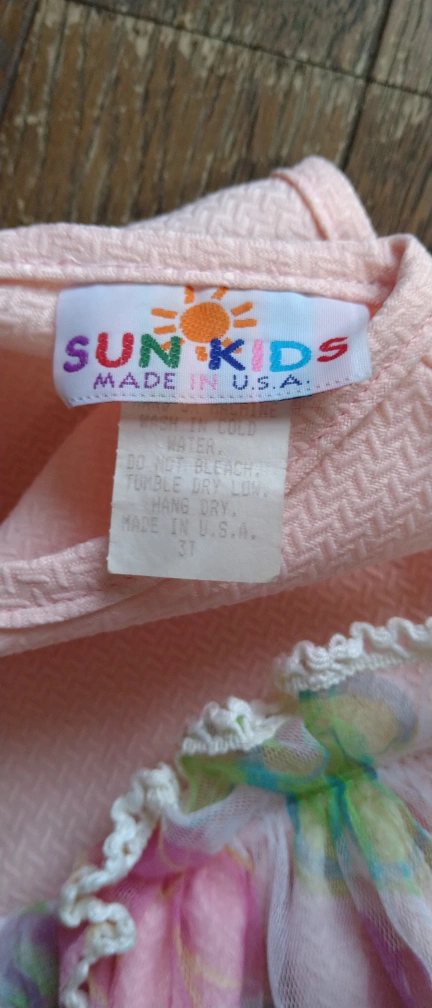 SUN KIDS
MADE IN U.S.A.
WASH IN COLD
WATER.
DO NOT BLEACH.
TUMBLE DRY LOW.
HANG DRY.
MADE IN U.S.A.
3T